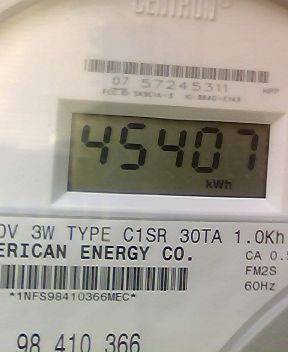 CENTRON®
07 57245311
HPP
45407
kWh
0V 3W TYPE C1SR 30TA 1.0Kh
ERICAN ENERGY CO.
CA 0.5
FM2S
*1NFS98410366MEC*
60Hz
98 410 366